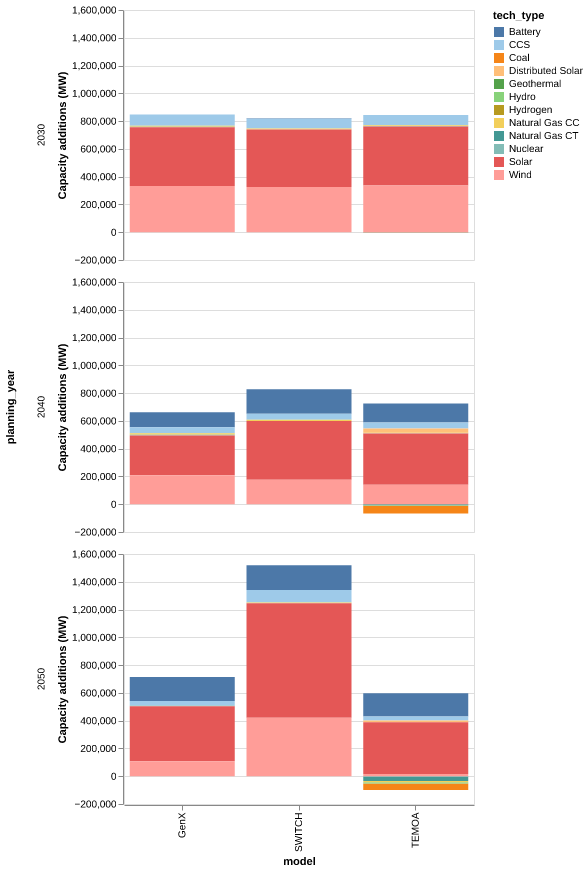 tech_type
Battery
CCS
Coal
Distributed Solar
Geothermal
Hydro
Hydrogen
Natural Gas CC
Natural Gas CT
Nuclear
Solar
Wind
planning_year
2030
Capacity additions (MW)
1,600,000
1,400,000
1,200,000
1,000,000
800,000
600,000
400,000
200,000
0
−200,000
2040
Capacity additions (MW)
1,600,000
1,400,000
1,200,000
1,000,000
800,000
600,000
400,000
200,000
0
−200,000
2050
Capacity additions (MW)
1,600,000
1,400,000
1,200,000
1,000,000
800,000
600,000
400,000
200,000
0
−200,000
GenX
SWITCH
TEMOA
model